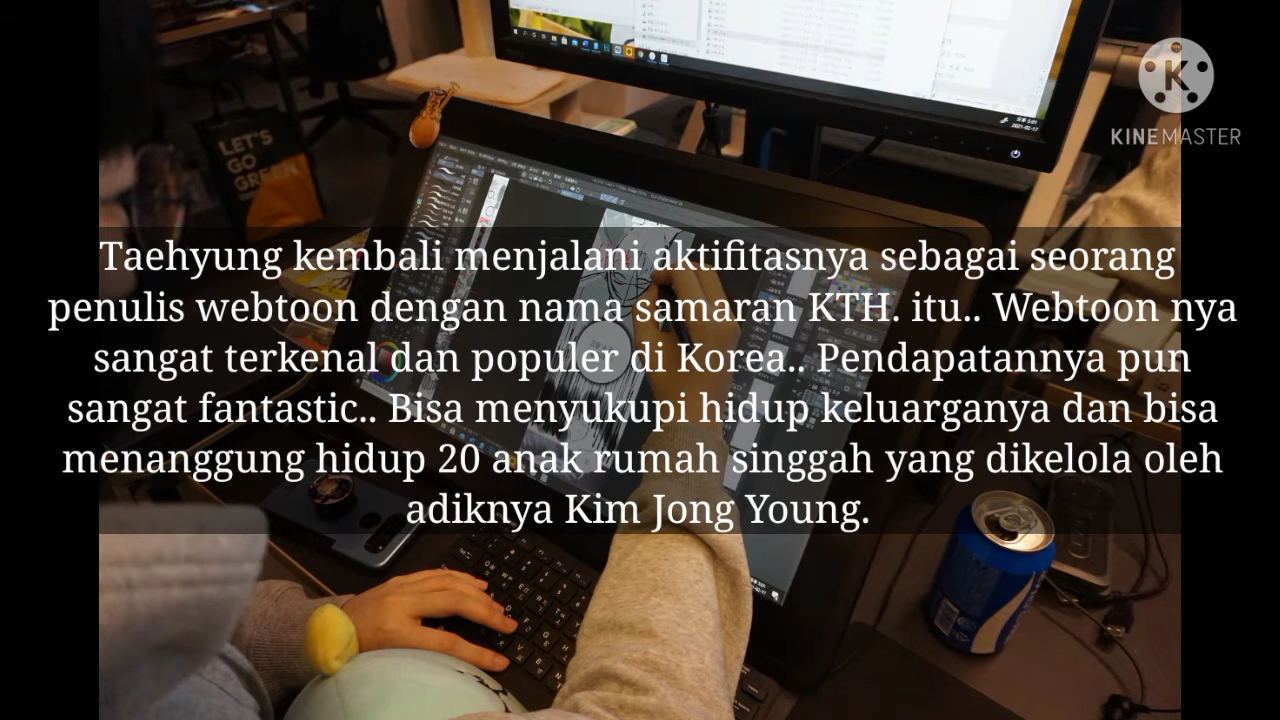 LET'S
GO
GREEN
KINEMASTER
Taehyung kembali menjalani aktifitasnya sebagai seorang
penulis webtoon dengan nama samaran KTH. itu.. Webtoon nya
sangat terkenal dan populer di Korea.. Pendapatannya pun
sangat fantastic.. Bisa menyukupi hidup keluarganya dan bisa
menanggung hidup 20 anak rumah singgah yang dikelola oleh
adiknya Kim Jong Young.